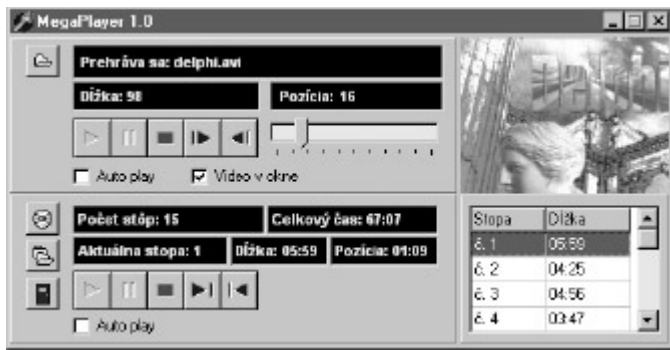 MegaPlayer 1.0
Prehráva sa: delphi.avi
Dĺžka: 98
Pozícia: 16
Auto play
Video v okne
Počet stôp: 15
Celkový čas: 67:07
Aktuálna stopa: 1
Dĺžka: 05:59
Pozícia: 01:09
Auto play
Stopa Dĺžka
č. 1 05:59
č. 2 04:25
č. 3 04:56
č. 4 03:47